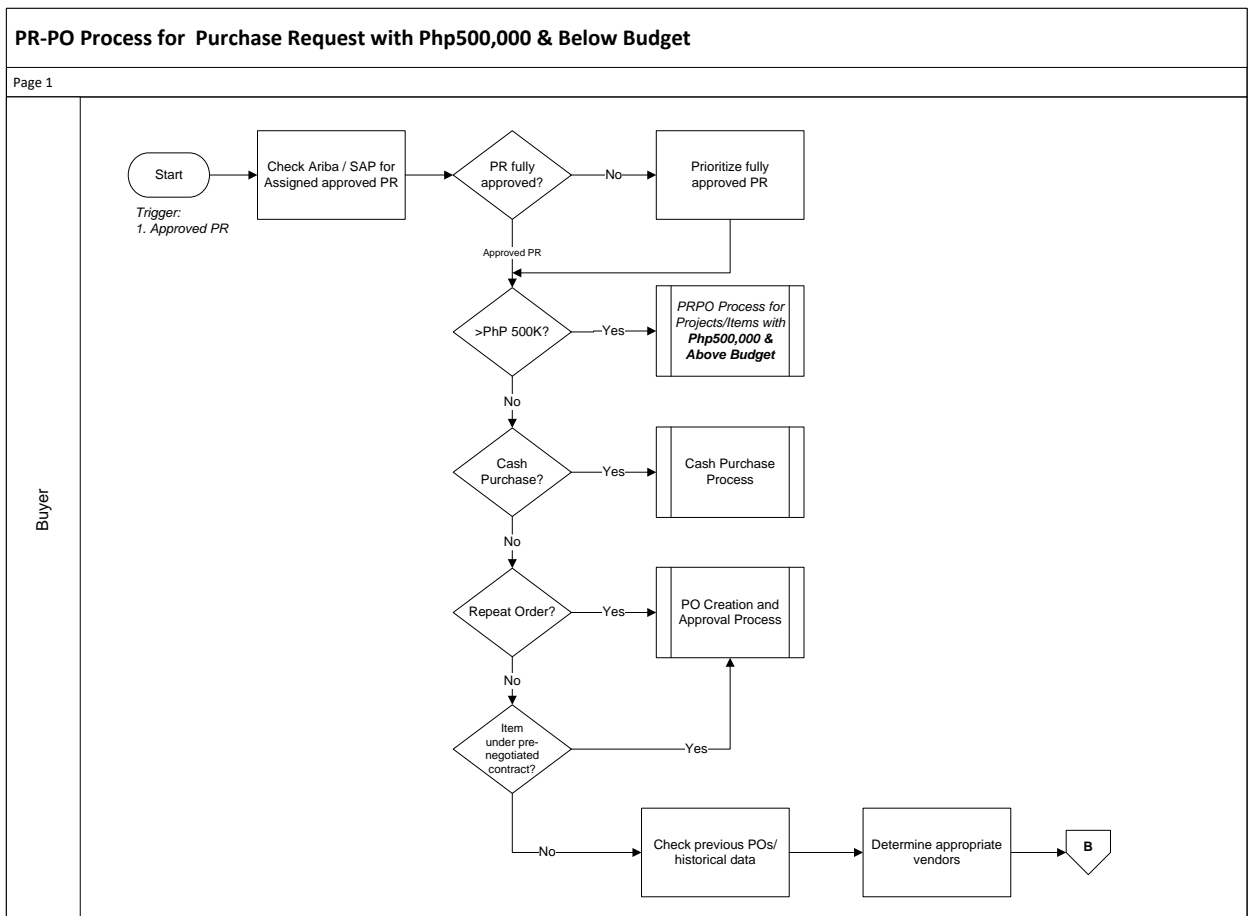 PR-PO Process for  Purchase Request with Php500,000 & Below Budget
Page 1
Buyer
Start
Trigger:
1. Approved PR
Check Ariba / SAP for
Assigned approved PR
PR fully
approved?
No
Prioritize fully
approved PR
Approved PR
>PhP 500K?
Yes
PRPO Process for
Projects/Items with
Php500,000 &
Above Budget
No
Cash
Purchase?
Yes
Cash Purchase
Process
No
Repeat Order?
Yes
PO Creation and
Approval Process
No
Item
under pre-
negotiated
contract?
Yes
No
Check previous POs/
historical data
Determine appropriate
vendors
B